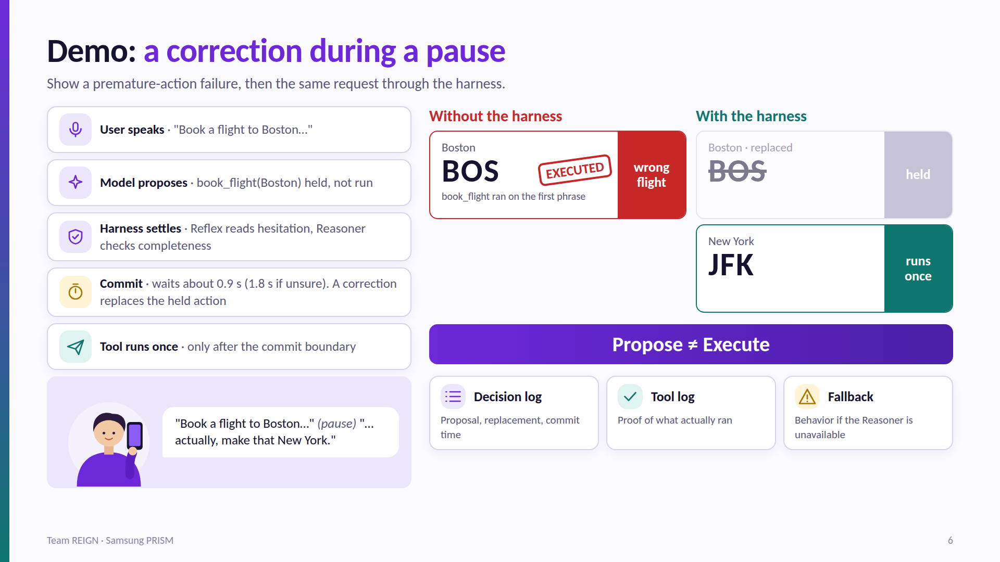 Demo: a correction during a pause
Show a premature-action failure, then the same request through the harness.
User speaks · "Book a flight to Boston..."
Model proposes · book_flight(Boston) held, not run
Harness settles · Reflex reads hesitation, Reasoner
checks completeness
Commit · waits about 0.9 s (1.8 s if unsure). A correction
replaces the held action
Tool runs once · only after the commit boundary
"Book a flight to Boston..." (pause) "...
actually, make that New York."
Without the harness
Boston
BOS
EXECUTED
book_flight ran on the first phrase
wrong
flight
With the harness
Boston · replaced
BOS
held
New York
JFK
runs
once
Propose ≠ Execute
Decision log
Proposal, replacement, commit
time
Tool log
Proof of what actually ran
Fallback
Behavior if the Reasoner is
unavailable
Team REIGN · Samsung PRISM
6